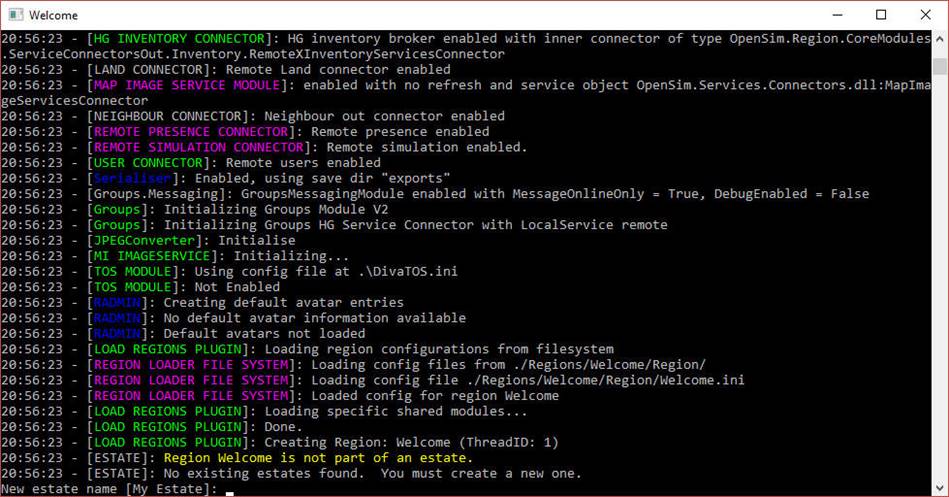 Welcome
20:56:23 - [HG INVENTORY CONNECTOR]: HG inventory broker enabled with inner connector of type OpenSim.Region.CoreModules
.ServiceConnectorsOut.Inventory.RemoteXInventoryServicesConnector
20:56:23 - [LAND CONNECTOR]: Remote Land connector enabled
20:56:23 - [MAP IMAGE SERVICE MODULE]: enabled with no refresh and service object OpenSim.Services.Connectors.dll:MapIma
geServicesConnector
20:56:23 - [NEIGHBOUR CONNECTOR]: Neighbour out connector enabled
20:56:23 - [REMOTE PRESENCE CONNECTOR]: Remote presence enabled
20:56:23 - [REMOTE SIMULATION CONNECTOR]: Remote simulation enabled.
20:56:23 - [USER CONNECTOR]: Remote users enabled
20:56:23 - [Serialiser]: Enabled, using save dir "exports"
20:56:23 - [Groups.Messaging]: GroupsMessagingModule enabled with MessageOnlineOnly = True, DebugEnabled = False
20:56:23 - [Groups]: Initializing Groups Module V2
20:56:23 - [Groups]: Initializing Groups HG Service Connector with LocalService remote
20:56:23 - [JPEGConverter]: Initialise
20:56:23 - [MI IMAGESERVICE]: Initializing...
20:56:23 - [TOS MODULE]: Using config file at .\DivaTOS.ini
20:56:23 - [TOS MODULE]: Not Enabled
20:56:23 - [RADMIN]: Creating default avatar entries
20:56:23 - [RADMIN]: No default avatar information available
20:56:23 - [RADMIN]: Default avatars not loaded
20:56:23 - [LOAD REGIONS PLUGIN]: Loading region configurations from filesystem
20:56:23 - [REGION LOADER FILE SYSTEM]: Loading config files from ./Regions/Welcome/Region/
20:56:23 - [REGION LOADER FILE SYSTEM]: Loading config file ./Regions/Welcome/Region/Welcome.ini
20:56:23 - [REGION LOADER FILE SYSTEM]: Loaded config for region Welcome
20:56:23 - [LOAD REGIONS PLUGIN]: Loading specific shared modules...
20:56:23 - [LOAD REGIONS PLUGIN]: Done.
20:56:23 - [LOAD REGIONS PLUGIN]: Creating Region: Welcome (ThreadID: 1)
20:56:23 - [ESTATE]: Region Welcome is not part of an estate.
20:56:23 - [ESTATE]: No existing estates found.  You must create a new one.
New estate name [My Estate]: